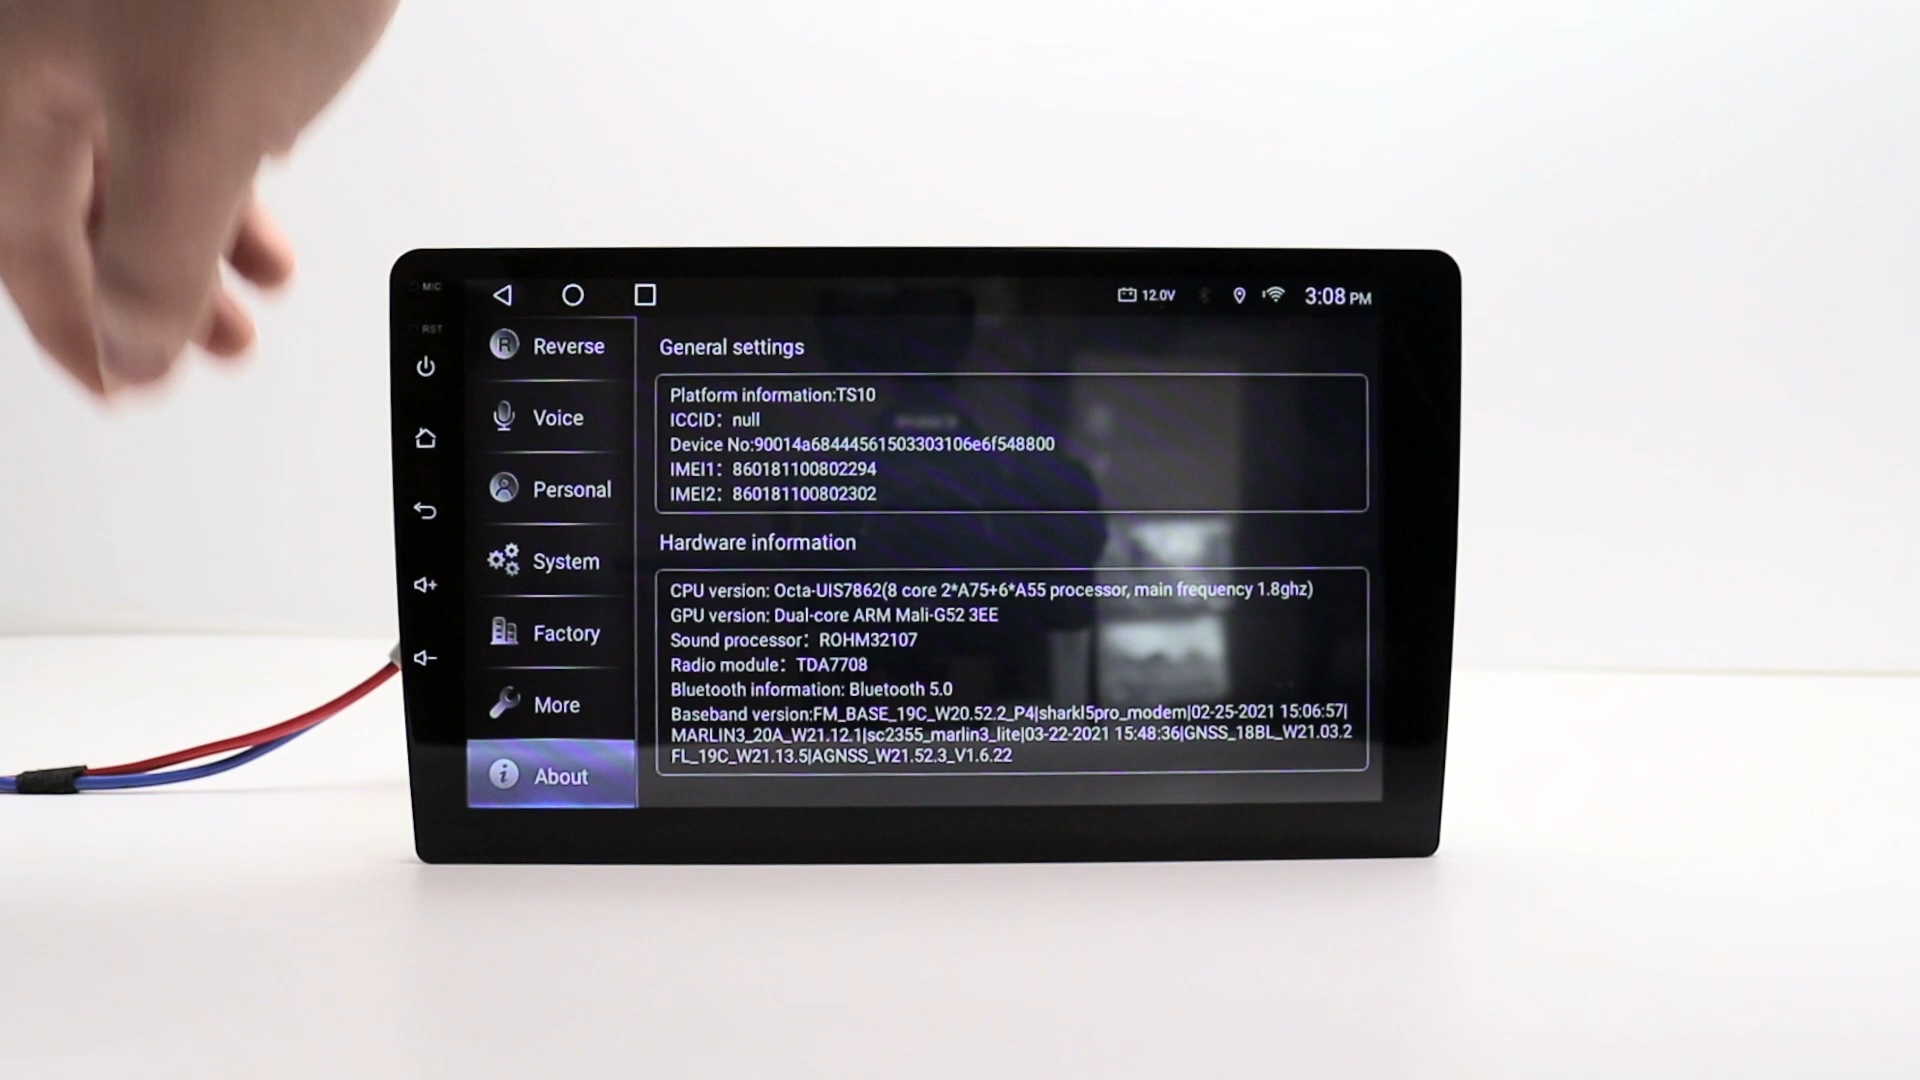 MIC
12.0V
3:08 PM
RST
Reverse
Voice
Personal
System
Factory
More
About
General settings
Platform information:TS10
ICCID: null
Device No:90014a68444561503303106e6f548800
IMEI1: 860181100802294
IMEI2: 860181100802302
Hardware information
CPU version: Octa-UIS7862(8 core 2*A75+6*A55 processor, main frequency 1.8ghz)
GPU version: Dual-core ARM Mali-G52 3EE
Sound processor: ROHM32107
Radio module: TDA7708
Bluetooth information: Bluetooth 5.0
Baseband version:FM_BASE_19C_W20.52.2_P4|sharkl5pro_modem|02-25-2021 15:06:57|
MARLIN3_20A_W21.12.1|sc2355_marlin3_lite|03-22-2021 15:48:36|GNSS_18BL_W21.03.2
FL_19C_W21.13.5|AGNSS_W21.52.3_V1.6.22